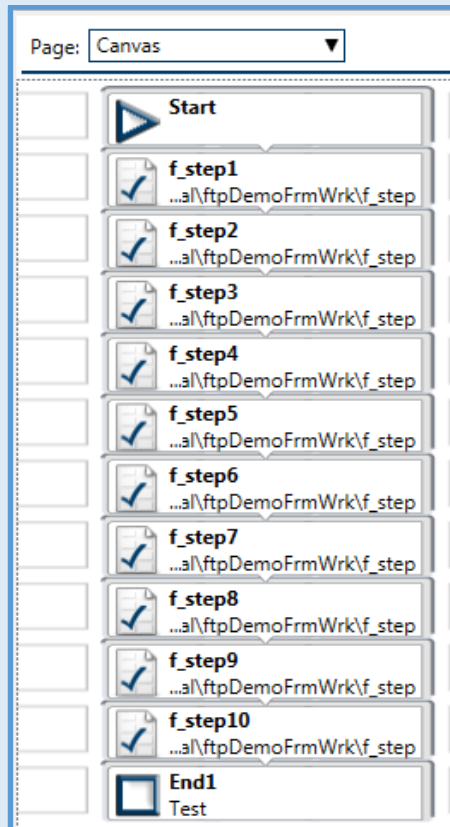 Page: Canvas
Start
f_step1
...al\ftpDemoFrmWrk\f_step
f_step2
...al\ftpDemoFrmWrk\f_step
f_step3
...al\ftpDemoFrmWrk\f_step
f_step4
...al\ftpDemoFrmWrk\f_step
f_step5
...al\ftpDemoFrmWrk\f_step
f_step6
...al\ftpDemoFrmWrk\f_step
f_step7
...al\ftpDemoFrmWrk\f_step
f_step8
...al\ftpDemoFrmWrk\f_step
f_step9
...al\ftpDemoFrmWrk\f_step
f_step10
...al\ftpDemoFrmWrk\f_step
End1
Test